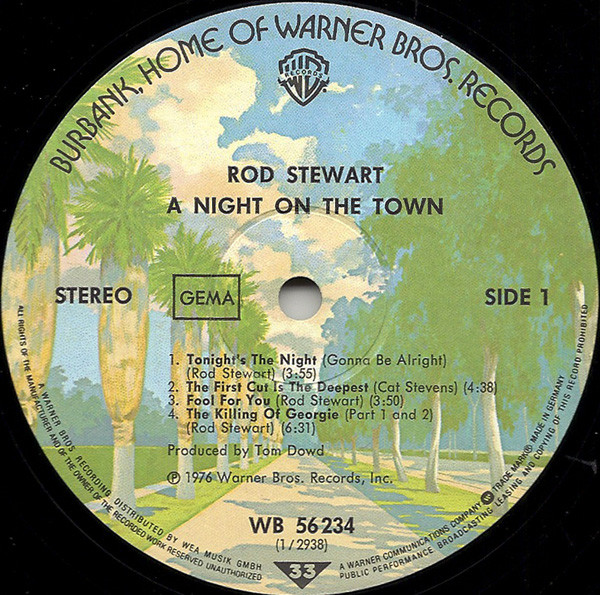 BURBANK, HOME OF WARNER BROS. RECORDS
WB
RECORDS
ROD STEWART
A NIGHT ON THE TOWN
STEREO
GEMA
SIDE 1
1. Tonight's The Night (Gonna Be Alright)
(Rod Stewart) (3:55)
2. The First Cut Is The Deepest (Cat Stevens) (4:38)
3. Fool For You (Rod Stewart) (3:50)
4. The Killing Of Georgie (Part 1 and 2)
(Rod Stewart) (6:31)
Produced by Tom Dowd
Ⓟ 1976 Warner Bros. Records, Inc.
WB 56 234
(1/2938)
33
A WARNER BROS RECORDING DISTRIBUTED BY WEA MUSIK GMBH
ALL RIGHTS OF THE MANUFACTURER AND OF THE OWNER OF THE RECORDED WORK RESERVED UNAUTHORIZED
A WARNER COMMUNICATIONS COMPANY TRADE MARK® MADE IN GERMANY
PUBLIC PERFORMANCE BROADCASTING LEASING AND COPYING OF THIS RECORD PROHIBITED